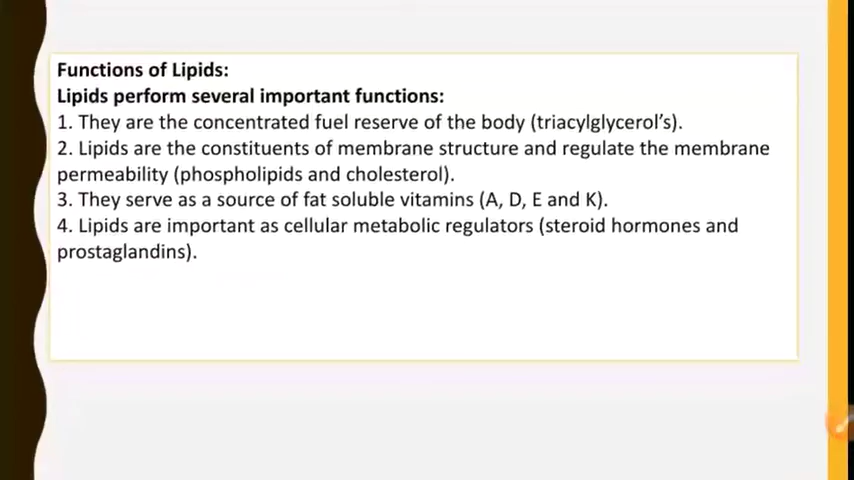 Functions of Lipids:
Lipids perform several important functions:
1. They are the concentrated fuel reserve of the body (triacylglycerol’s).
2. Lipids are the constituents of membrane structure and regulate the membrane
permeability (phospholipids and cholesterol).
3. They serve as a source of fat soluble vitamins (A, D, E and K).
4. Lipids are important as cellular metabolic regulators (steroid hormones and
prostaglandins).